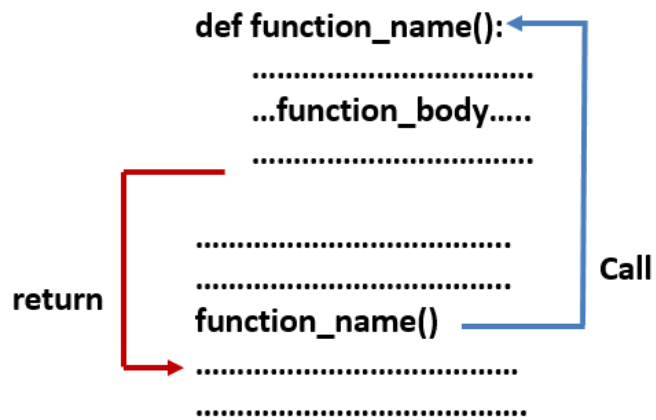 def function_name():
..................................
...function_body.....
..................................
......................................
......................................
Call
return
function_name()
.......................................
........................................